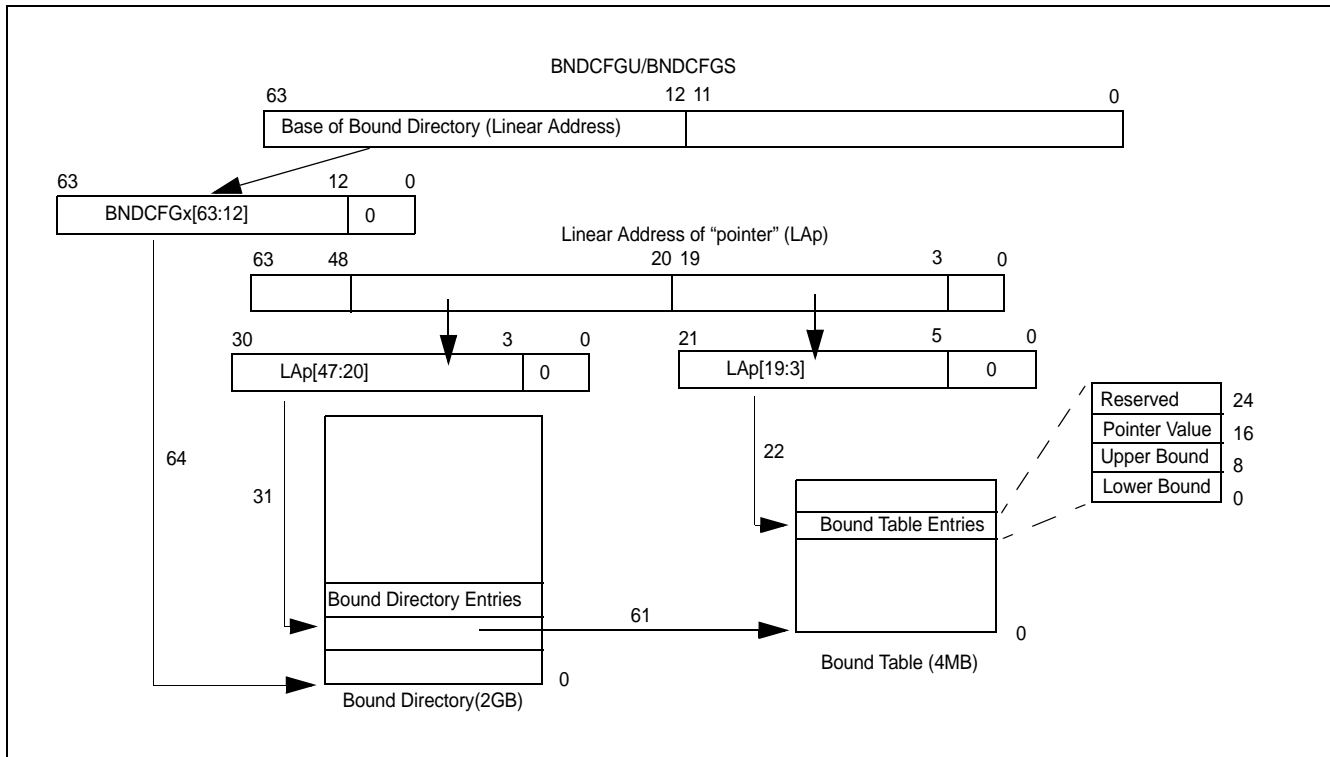 BNDCFGU/BNDCFGS
63 12 11 0
Base of Bound Directory (Linear Address)
63 12 0
BNDCFGx[63:12] 0
Linear Address of “pointer” (LAp)
63 48 20 19 3 0
30 3 0
LAp[47:20] 0
21 5 0
LAp[19:3] 0
Reserved 24
Pointer Value 16
Upper Bound 8
Lower Bound 0
64
31
22
Bound Table Entries
Bound Directory Entries
61
0
Bound Table (4MB)
0
Bound Directory(2GB)